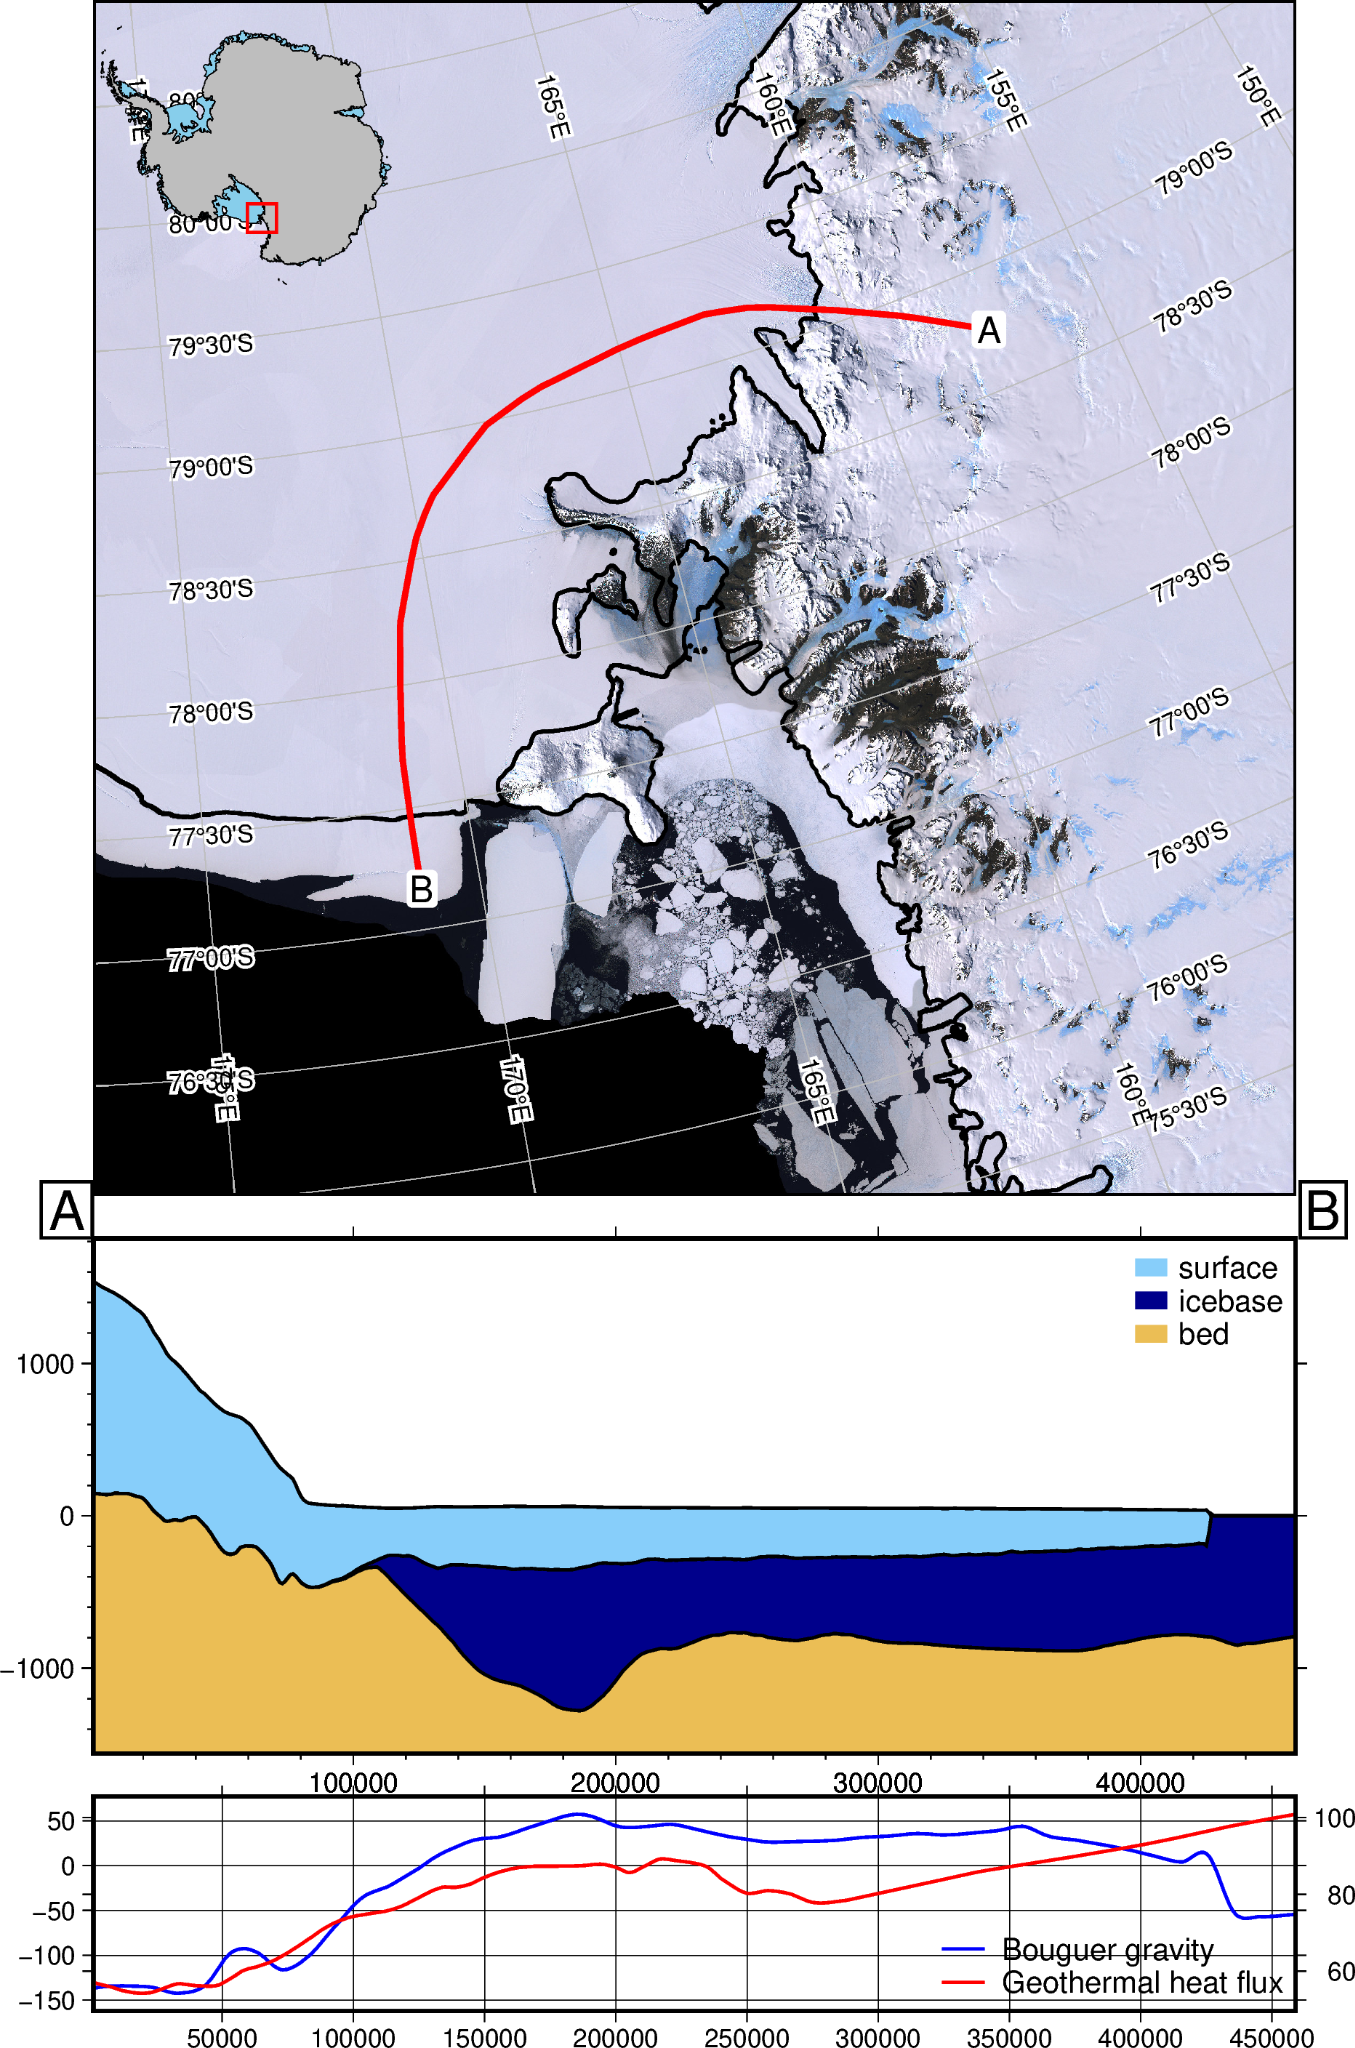 165°E
160°E
155°E
150°E
80°00'S
79°00'S
78°30'S
79°30'S
A
79°00'S
78°00'S
78°30'S
77°30'S
78°00'S
77°00'S
77°30'S
76°30'S
B
77°00'S
76°00'S
76°30'S
175°E
170°E
165°E
160°E
75°30'S
A
B
surface
icebase
bed
1000
0
−1000
100000
200000
300000
400000
50
0
−50
−100
−150
100
80
60
Bouguer gravity
Geothermal heat flux
50000
100000
150000
200000
250000
300000
350000
400000
450000